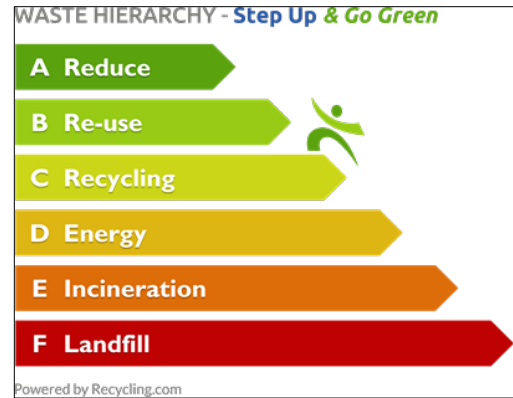 WASTE HIERARCHY - Step Up & Go Green
A Reduce
B Re-use
C Recycling
D Energy
E Incineration
F Landfill
Powered by Recycling.com